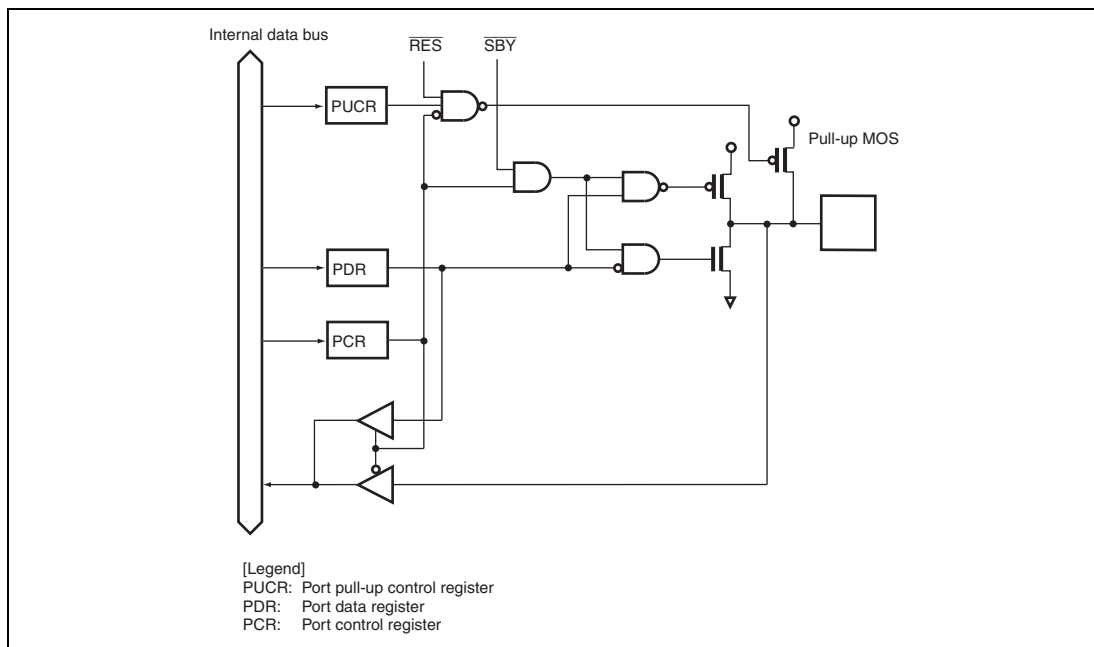 Internal data bus
RES
SBY
PUCR
Pull-up MOS
PDR
PCR
[Legend]
PUCR: Port pull-up control register
PDR: Port data register
PCR: Port control register